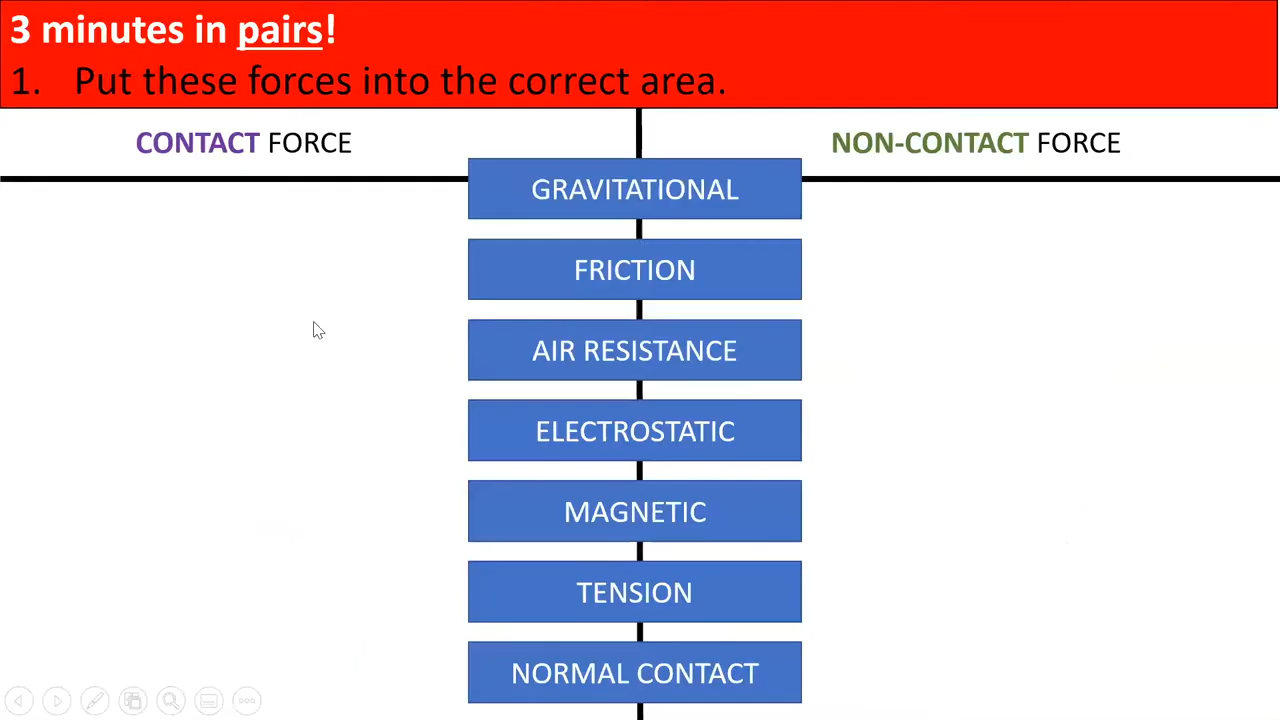 3 minutes in pairs!
1. Put these forces into the correct area.
CONTACT FORCE
NON-CONTACT FORCE
GRAVITATIONAL
FRICTION
AIR RESISTANCE
ELECTROSTATIC
MAGNETIC
TENSION
NORMAL CONTACT